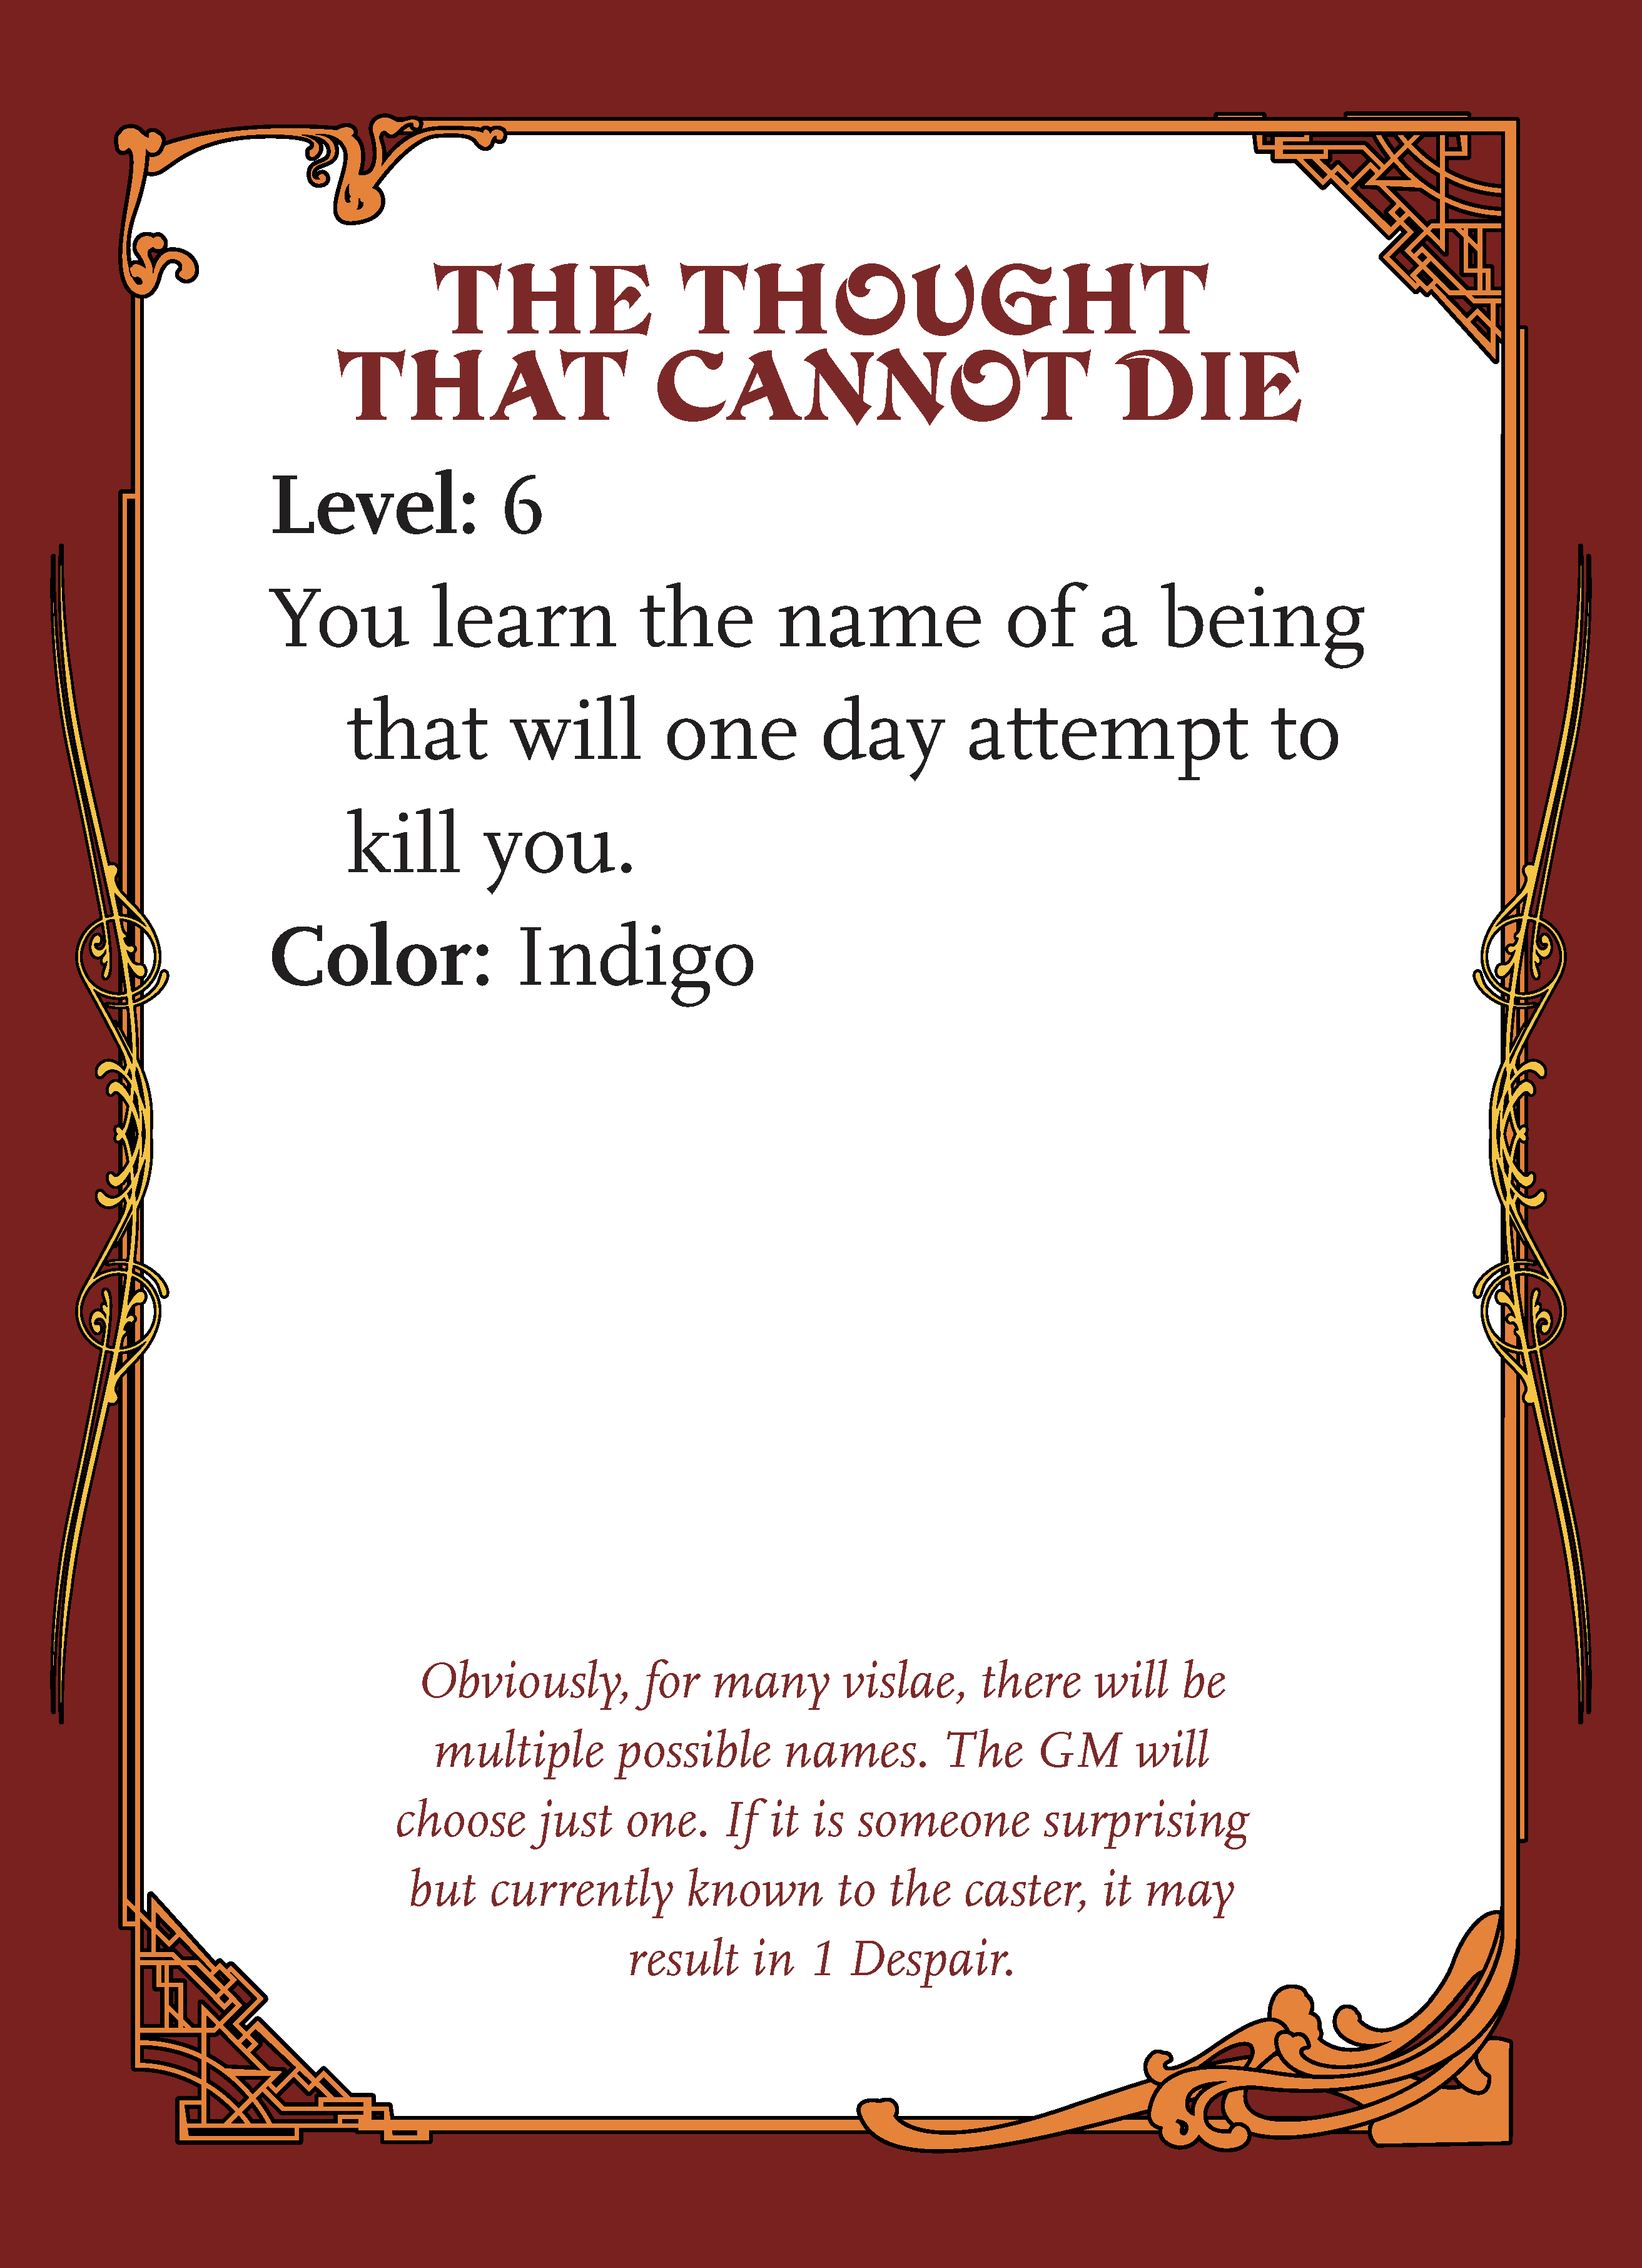 THE THOUGHT
THAT CANNOT DIE
Level: 6
You learn the name of a being
that will one day attempt to
kill you.
Color: Indigo
Obviously, for many vislae, there will be
multiple possible names. The GM will
choose just one. If it is someone surprising
but currently known to the caster, it may
result in 1 Despair.